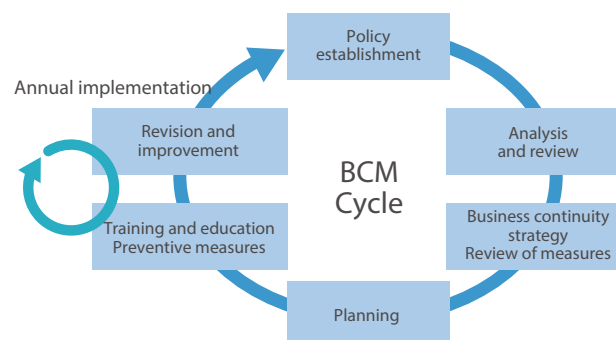 Policy
establishment
Annual implementation
Revision and
improvement
Analysis
and review
BCM
Cycle
Training and education
Preventive measures
Business continuity
strategy
Review of measures
Planning